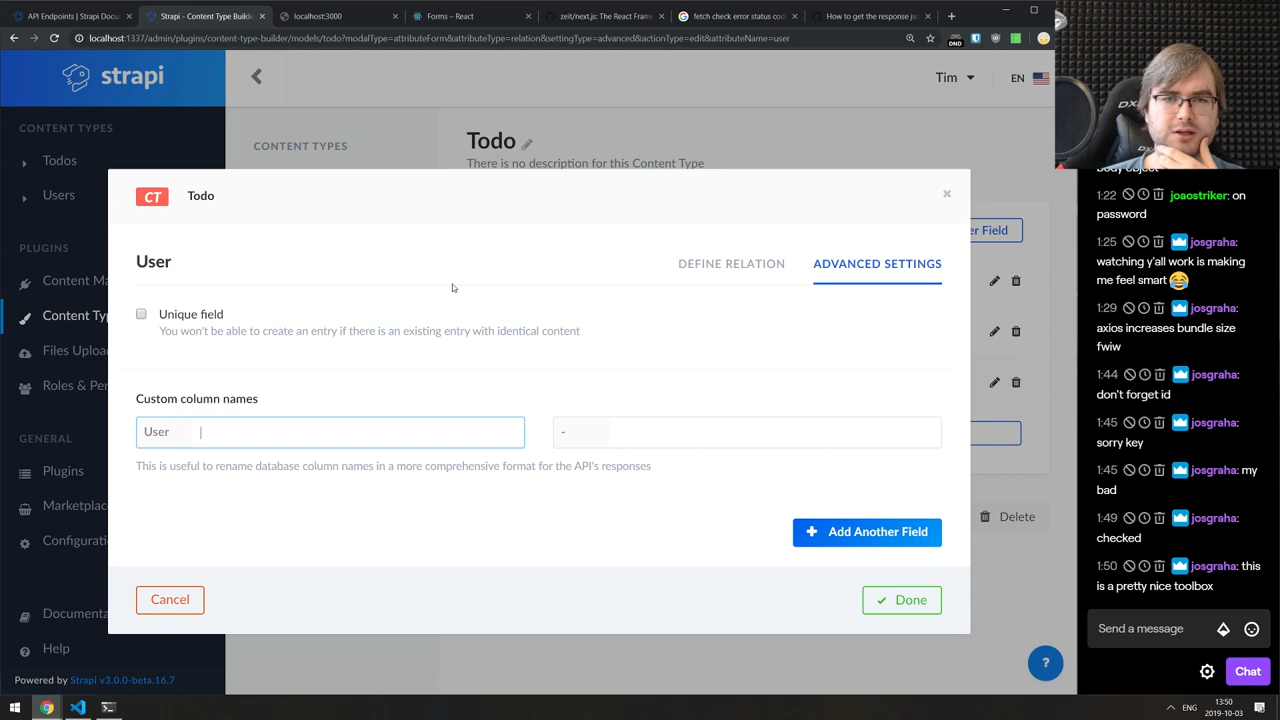 API Endpoints | Strapi Docu
Strapi - Content Type Builde
localhost:3000
Forms – React
zeit/next.js: The React Fram
fetch check error status cod
How to get the response jso
localhost:1337/admin/plugins/content-type-builder/models/todo?modalType=attributeForm&attributeType=relation&settingType=advanced&actionType=edit&attributeName=user
DND
strapi
Tim
EN
CONTENT TYPES
Todos
Users
PLUGINS
Content Ma
Content Typ
Files Uploa
Roles & Per
GENERAL
Plugins
Marketplac
Configurati
Documenta
Help
Powered by Strapi v3.0.0-beta.16.7
CONTENT TYPES
Todo
There is no description for this Content Type
er Field
Delete
CT Todo
User
DEFINE RELATION
ADVANCED SETTINGS
Unique field
You won't be able to create an entry if there is an existing entry with identical content
Custom column names
User
-
This is useful to rename database column names in a more comprehensive format for the API's responses
+ Add Another Field
Cancel
Done
?
DX
body object
1:22 joaostriker: on
password
1:25 josgraha:
watching y'all work is making
me feel smart 😂
1:29 josgraha:
axios increases bundle size
fwiw
1:44 josgraha:
don't forget id
1:45 josgraha:
sorry key
1:45 josgraha: my
bad
1:49 josgraha:
checked
1:50 josgraha: this
is a pretty nice toolbox
Send a message
Chat
ENG
13:50
2019-10-03